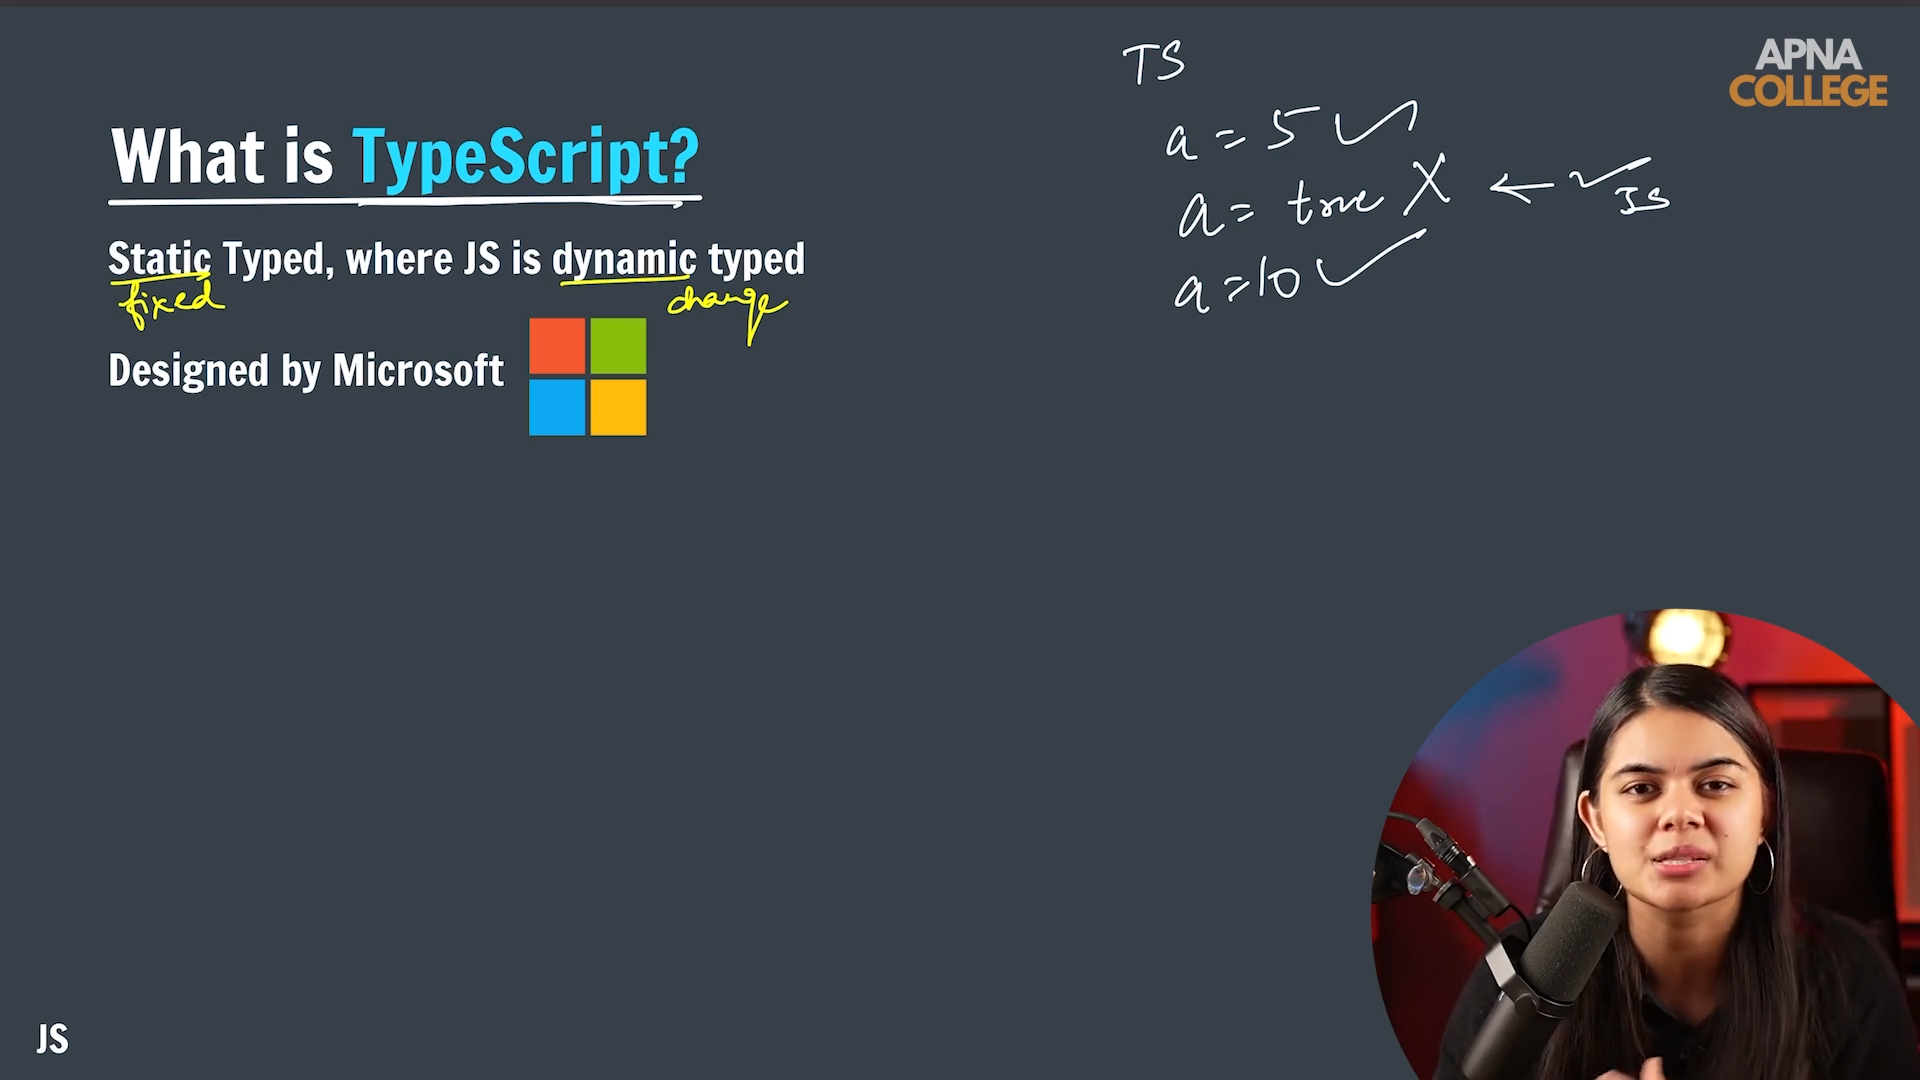 What is TypeScript?
Static Typed, where JS is dynamic typed
fixed
change
Designed by Microsoft
TS
a = 5 ✓
a = true X ← ✓ JS
a = 10 ✓
APNA
COLLEGE
JS